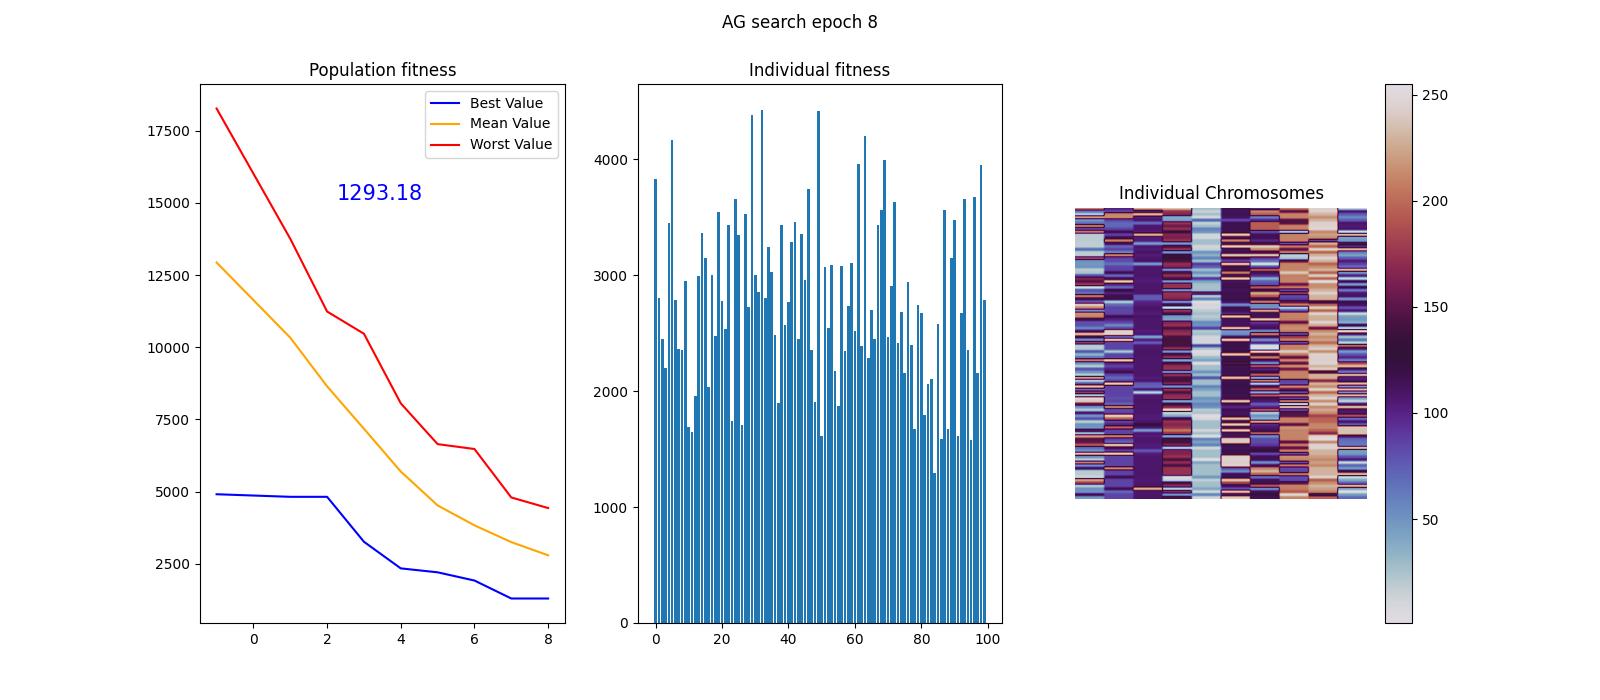 AG search epoch 8
Population fitness
Best Value
Mean Value
Worst Value
1293.18
17500
15000
12500
10000
7500
5000
2500
0 2 4 6 8
Individual fitness
4000
3000
2000
1000
0
0 20 40 60 80 100
Individual Chromosomes
250
200
150
100
50